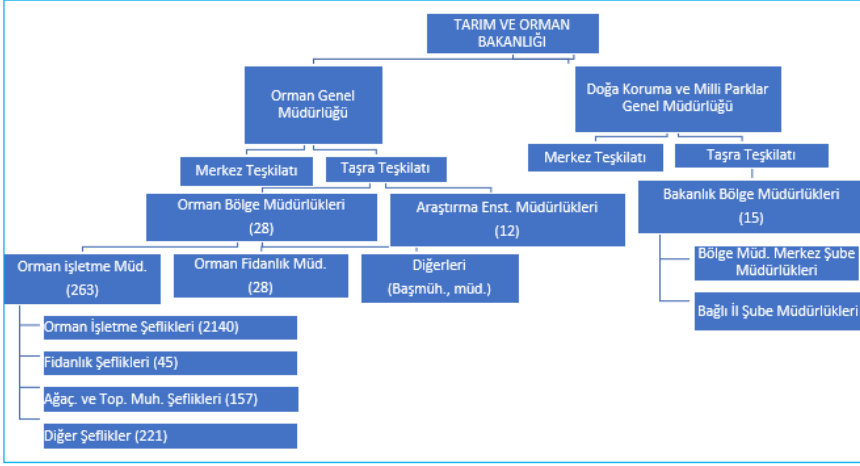 TARIM VE ORMAN
BAKANLIĞI
Orman Genel
Müdürlüğü
Doğa Koruma ve Milli Parklar
Genel Müdürlüğü
Merkez Teşkilatı
Taşra Teşkilatı
Merkez Teşkilatı
Taşra Teşkilatı
Orman Bölge Müdürlükleri
(28)
Araştırma Enst. Müdürlükleri
(12)
Bakanlık Bölge Müdürlükleri
(15)
Orman işletme Müd.
(263)
Orman Fidanlık Müd.
(28)
Diğerleri
(Başmüh., müd.)
Bölge Müd. Merkez Şube
Müdürlükleri
Bağlı İl Şube Müdürlükleri
Orman İşletme Şeflikleri (2140)
Fidanlık Şeflikleri (45)
Ağaç. ve Top. Muh. Şeflikleri (157)
Diğer Şeflikler (221)